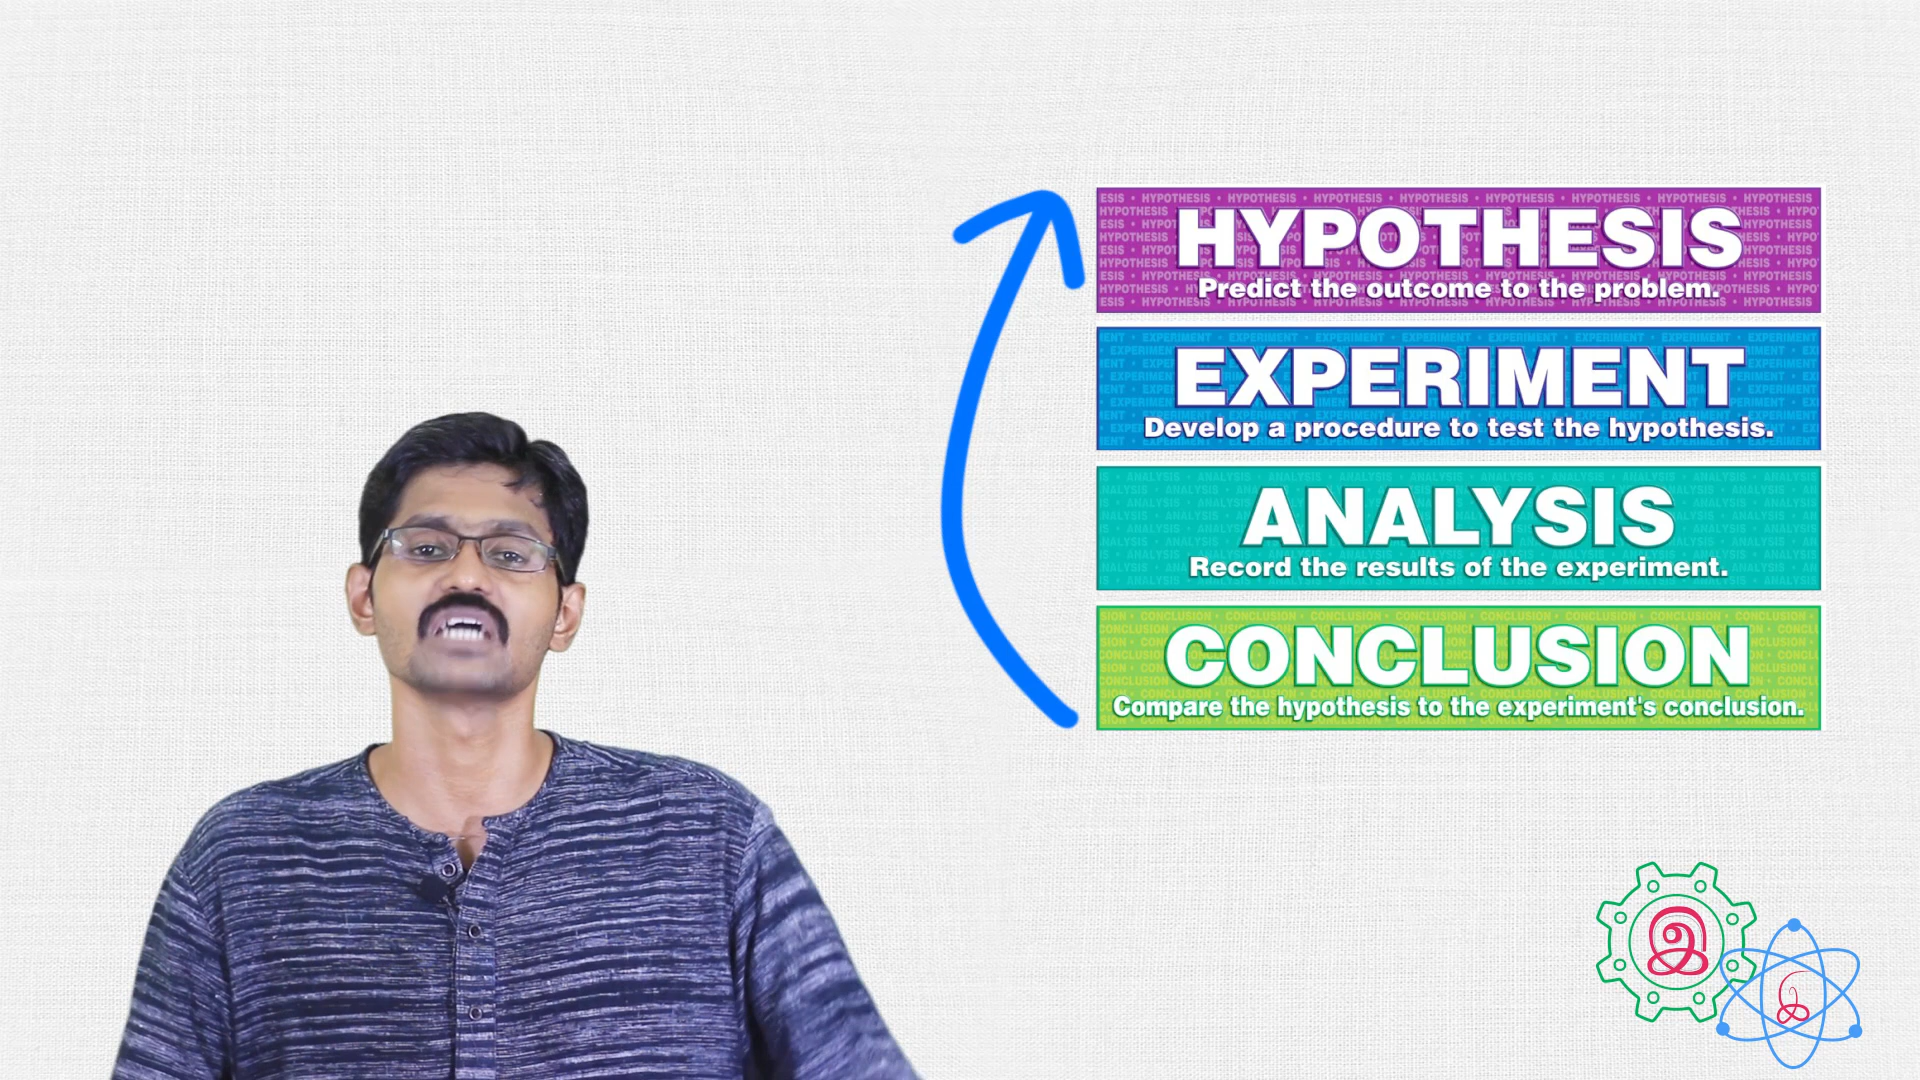 HYPOTHESIS
Predict the outcome to the problem.
EXPERIMENT
Develop a procedure to test the hypothesis.
ANALYSIS
Record the results of the experiment.
CONCLUSION
Compare the hypothesis to the experiment's conclusion.
இ